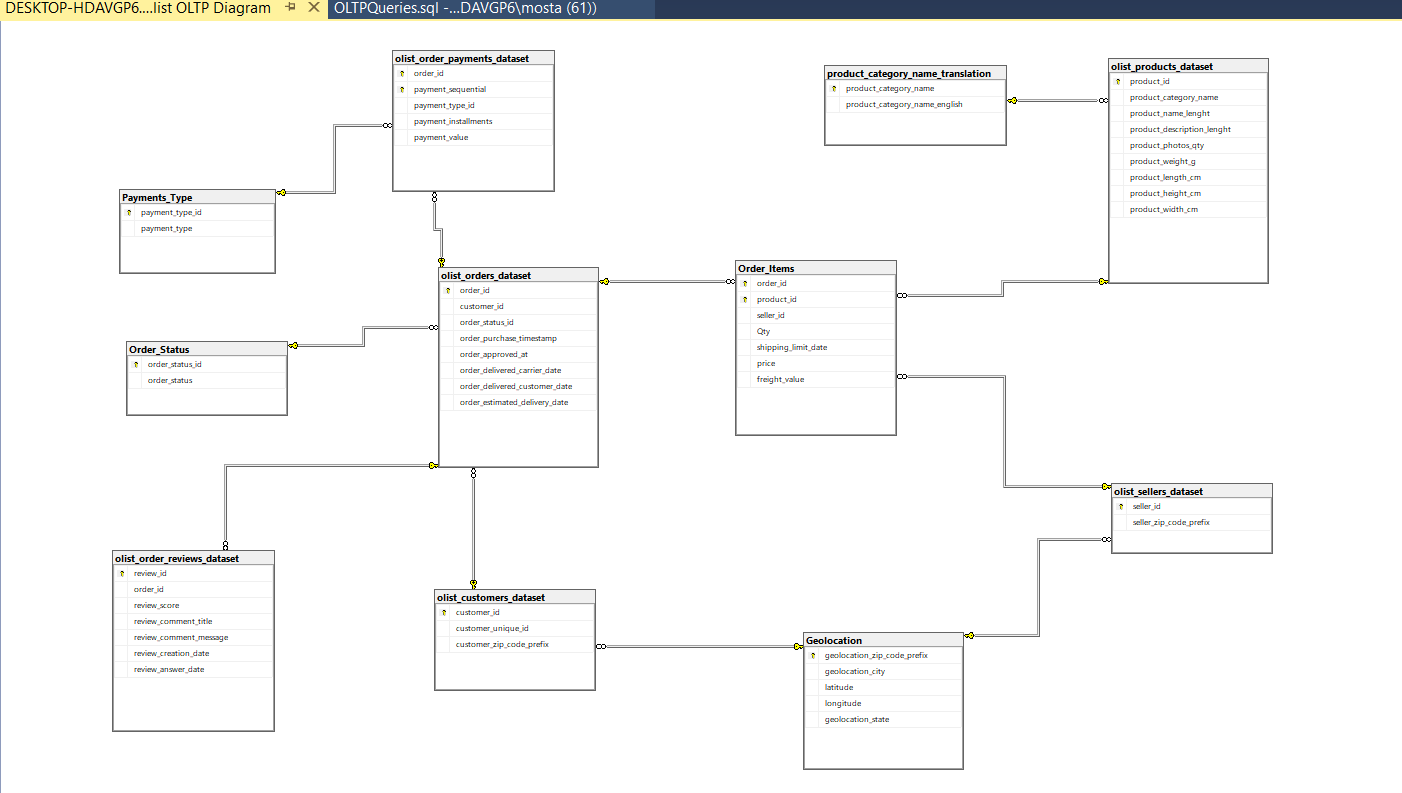 DESKTOP-HDAVGP6....list OLTP Diagram
OLTPQueries.sql -...DAVGP6\mosta (61))
olist_order_payments_dataset
order_id
payment_sequential
payment_type_id
payment_installments
payment_value
product_category_name_translation
product_category_name
product_category_name_english
olist_products_dataset
product_id
product_category_name
product_name_lenght
product_description_lenght
product_photos_qty
product_weight_g
product_length_cm
product_height_cm
product_width_cm
Payments_Type
payment_type_id
payment_type
olist_orders_dataset
order_id
customer_id
order_status_id
order_purchase_timestamp
order_approved_at
order_delivered_carrier_date
order_delivered_customer_date
order_estimated_delivery_date
Order_Items
order_id
product_id
seller_id
Qty
shipping_limit_date
price
freight_value
Order_Status
order_status_id
order_status
olist_sellers_dataset
seller_id
seller_zip_code_prefix
olist_order_reviews_dataset
review_id
order_id
review_score
review_comment_title
review_comment_message
review_creation_date
review_answer_date
olist_customers_dataset
customer_id
customer_unique_id
customer_zip_code_prefix
Geolocation
geolocation_zip_code_prefix
geolocation_city
latitude
longitude
geolocation_state